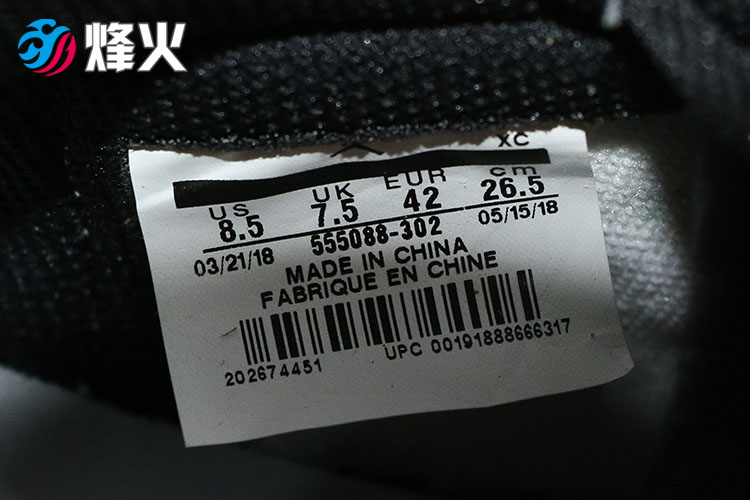 烽火
XC
US UK EUR cm
8.5 7.5 42 26.5
03/21/18 555088-302 05/15/18
MADE IN CHINA
FABRIQUE EN CHINE
202674451 UPC 00191888666317